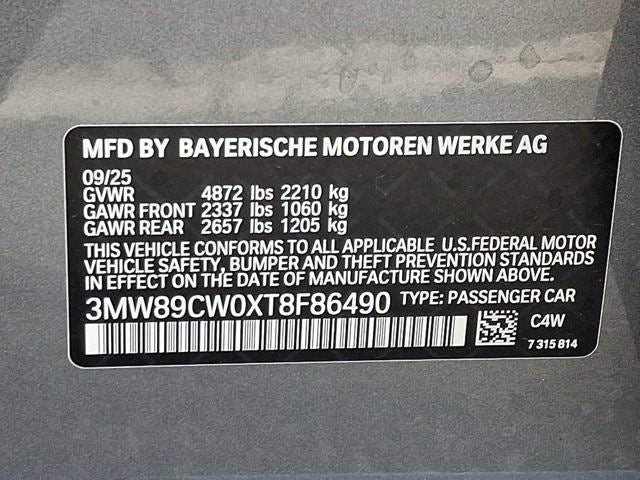 MFD BY BAYERISCHE MOTOREN WERKE AG
09/25
GVWR 4872 lbs 2210 kg
GAWR FRONT 2337 lbs 1060 kg
GAWR REAR 2657 lbs 1205 kg
THIS VEHICLE CONFORMS TO ALL APPLICABLE U.S.FEDERAL MOTOR
VEHICLE SAFETY, BUMPER AND THEFT PREVENTION STANDARDS
IN EFFECT ON THE DATE OF MANUFACTURE SHOWN ABOVE.
3MW89CW0XT8F86490 TYPE: PASSENGER CAR
C4W
7 315 814